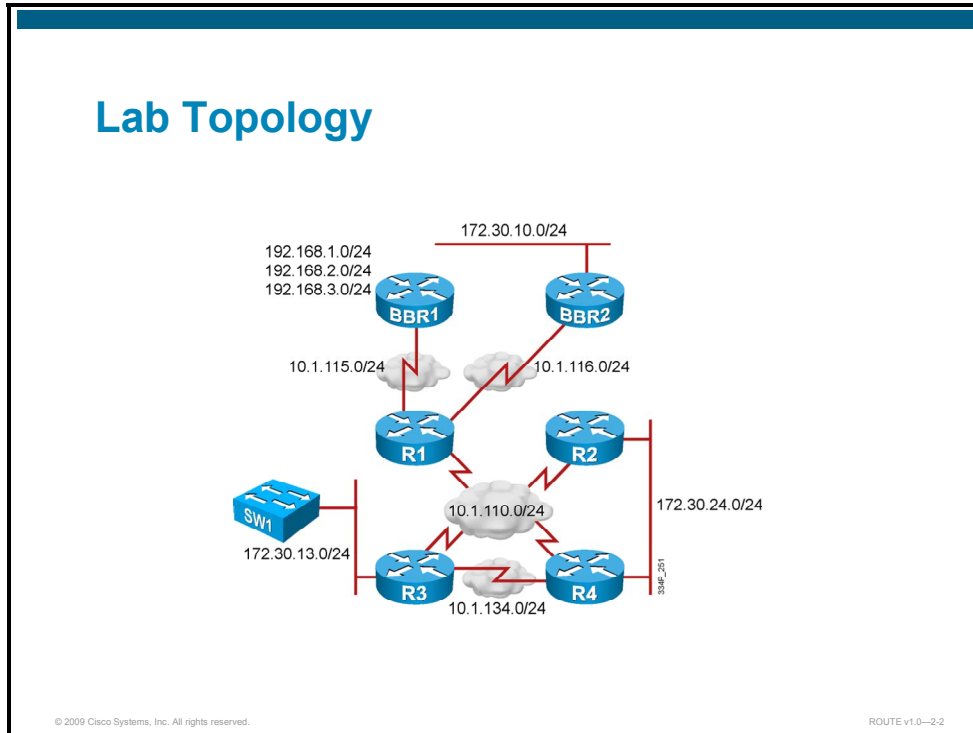 Lab Topology
172.30.10.0/24
192.168.1.0/24
192.168.2.0/24
192.168.3.0/24
BBR1
BBR2
10.1.115.0/24
10.1.116.0/24
R1
R2
SW1
10.1.110.0/24
172.30.24.0/24
172.30.13.0/24
R3
R4
334P_251
10.1.134.0/24
© 2009 Cisco Systems, Inc. All rights reserved.
ROUTE v1.0—2-2